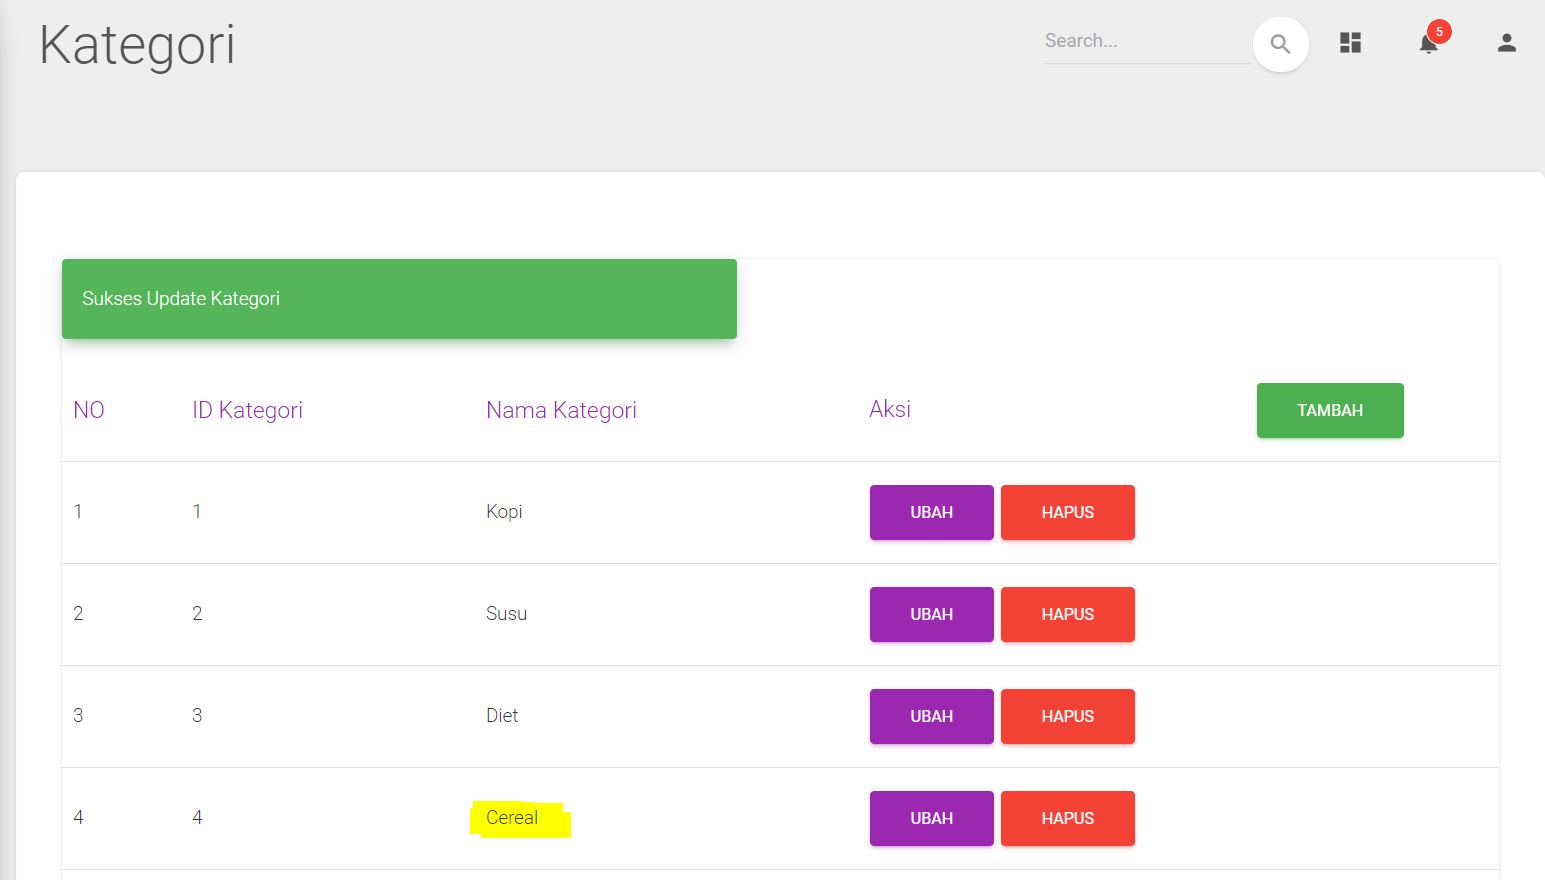 Kategori
Search...
5
Sukses Update Kategori
NO ID Kategori Nama Kategori Aksi TAMBAH
1 1 Kopi UBAH HAPUS
2 2 Susu UBAH HAPUS
3 3 Diet UBAH HAPUS
4 4 Cereal UBAH HAPUS